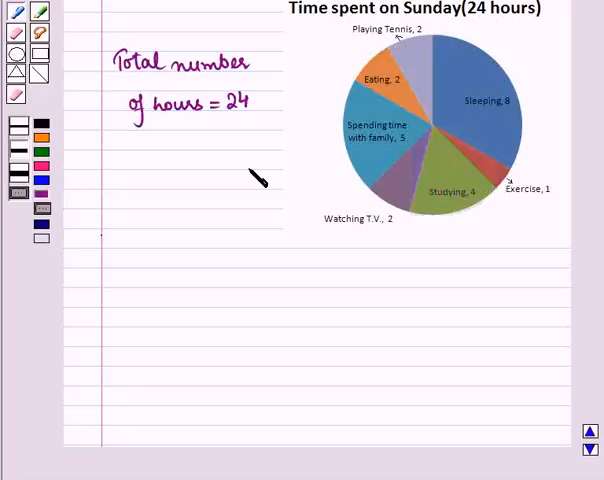 Time spent on Sunday(24 hours)
Playing Tennis, 2
Total number
Eating, 2
of hours = 24
Sleeping, 8
Spending time
with family, 5
Exercise, 1
Studying, 4
Watching T.V., 2